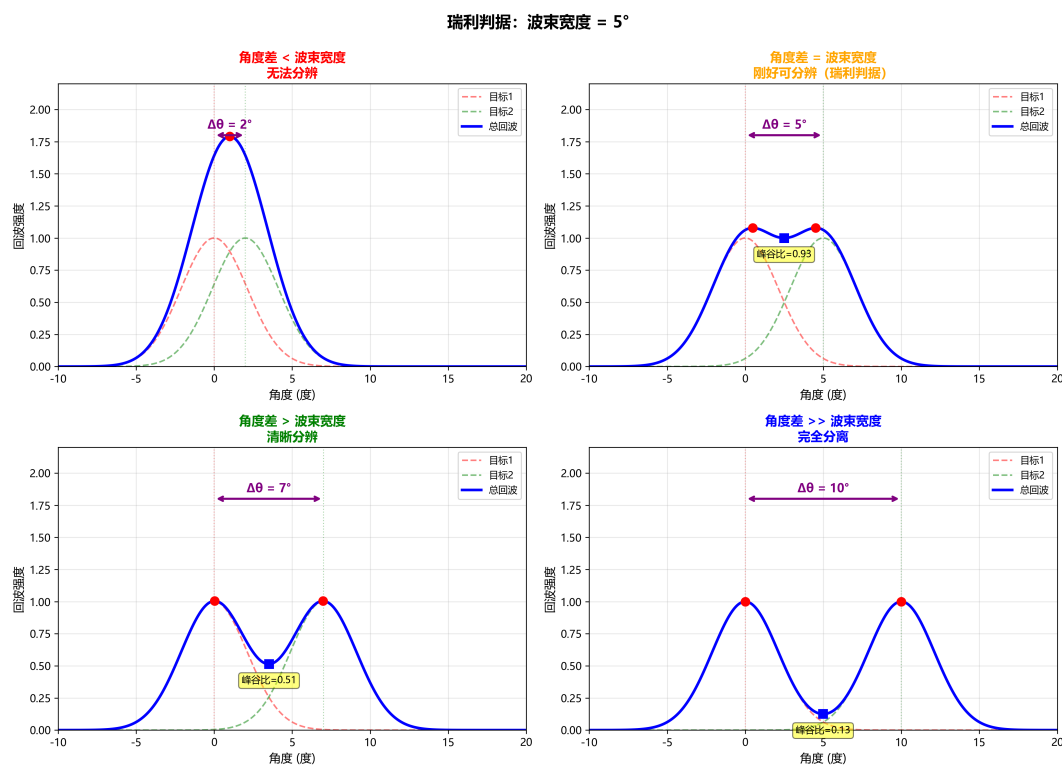 瑞利判据：波束宽度 = 5°
角度差 < 波束宽度
无法分辨
2.00
1.75
1.50
1.25
1.00
0.75
0.50
0.25
0.00
回波强度
-10
-5
0
5
10
15
20
角度 (度)
目标1
目标2
总回波
Δθ = 2°
角度差 = 波束宽度
刚好可分辨（瑞利判据）
2.00
1.75
1.50
1.25
1.00
0.75
0.50
0.25
0.00
回波强度
-10
-5
0
5
10
15
20
角度 (度)
目标1
目标2
总回波
Δθ = 5°
峰谷比=0.93
角度差 > 波束宽度
清晰分辨
2.00
1.75
1.50
1.25
1.00
0.75
0.50
0.25
0.00
回波强度
-10
-5
0
5
10
15
20
角度 (度)
目标1
目标2
总回波
Δθ = 7°
峰谷比=0.51
角度差 >> 波束宽度
完全分离
2.00
1.75
1.50
1.25
1.00
0.75
0.50
0.25
0.00
回波强度
-10
-5
0
5
10
15
20
角度 (度)
目标1
目标2
总回波
Δθ = 10°
峰谷比=0.13